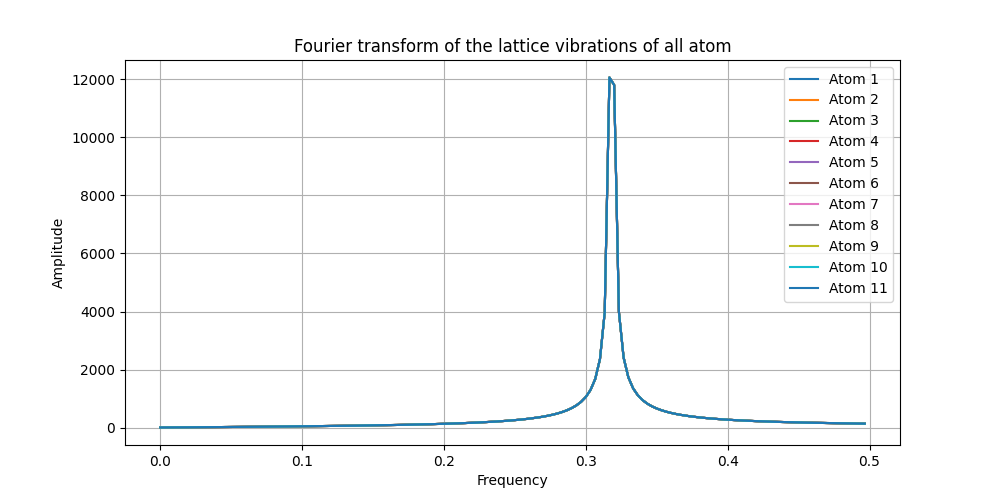 Fourier transform of the lattice vibrations of all atom
12000
10000
8000
6000
4000
2000
0
Amplitude
0.0 0.1 0.2 0.3 0.4 0.5
Frequency
Atom 1
Atom 2
Atom 3
Atom 4
Atom 5
Atom 6
Atom 7
Atom 8
Atom 9
Atom 10
Atom 11